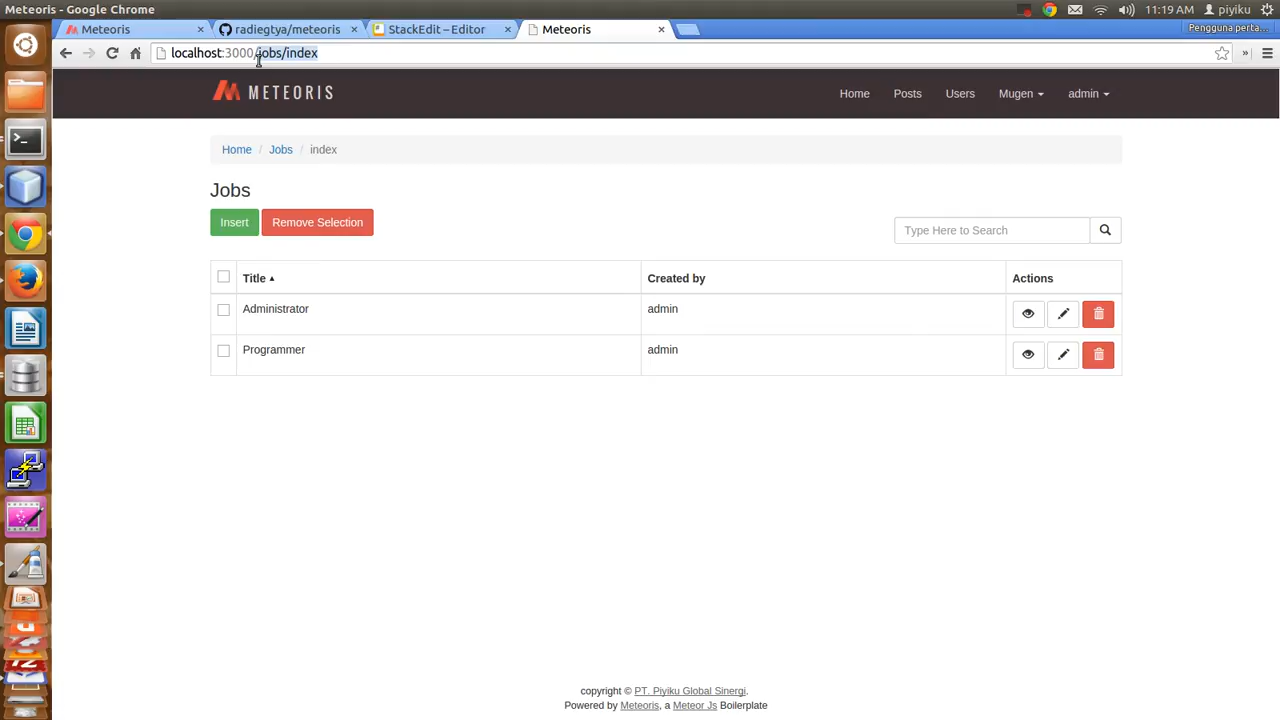 Meteoris - Google Chrome
11:19 AM
piyiku
Meteoris
radiegtya/meteoris
StackEdit – Editor
Meteoris
Pengguna perta...
localhost:3000/jobs/index
METEORIS
Home
Posts
Users
Mugen
admin
Home / Jobs / index
Jobs
Insert
Remove Selection
Type Here to Search
Title
Created by
Actions
Administrator
admin
Programmer
admin
copyright © PT. Piyiku Global Sinergi.
Powered by Meteoris, a Meteor Js Boilerplate